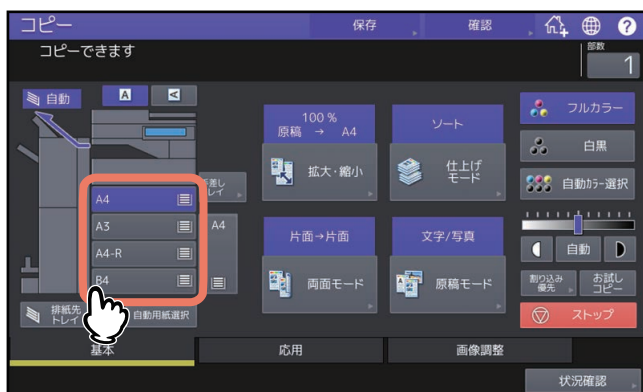 コピー
保存
確認
?
コピーできます
部数
1
自動
A
A
100 %
原稿 → A4
ソート
フルカラー
拡大・縮小
仕上げ
モード
白黒
自動ｶﾗｰ選択
A4
A3
A4-R
B4
A4
片面→片面
文字/写真
両面モード
原稿モード
自動
割り込み
優先
お試し
コピー
排紙先
トレイ
自動用紙選択
ストップ
基本
応用
画像調整
状況確認